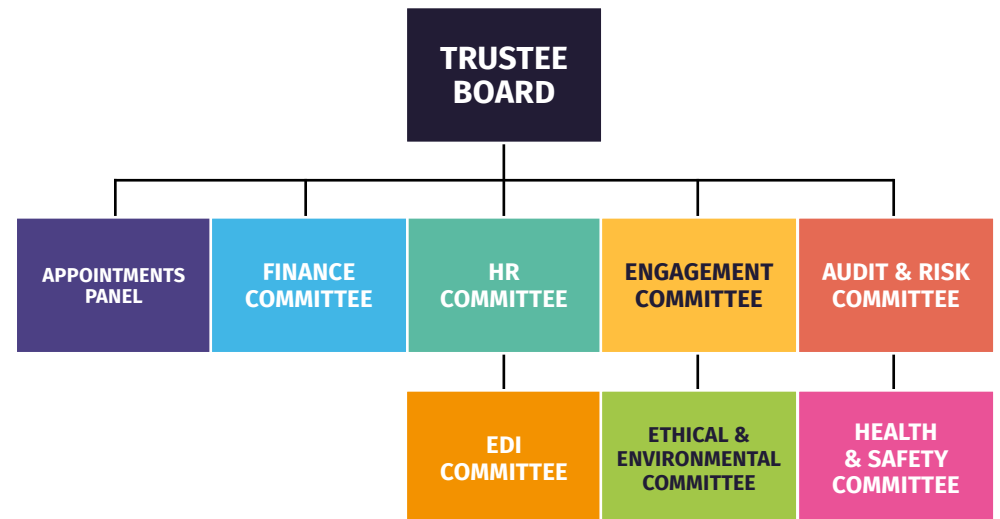 TRUSTEE
BOARD
APPOINTMENTS
PANEL
FINANCE
COMMITTEE
HR
COMMITTEE
ENGAGEMENT
COMMITTEE
AUDIT & RISK
COMMITTEE
EDI
COMMITTEE
ETHICAL &
ENVIRONMENTAL
COMMITTEE
HEALTH
& SAFETY
COMMITTEE